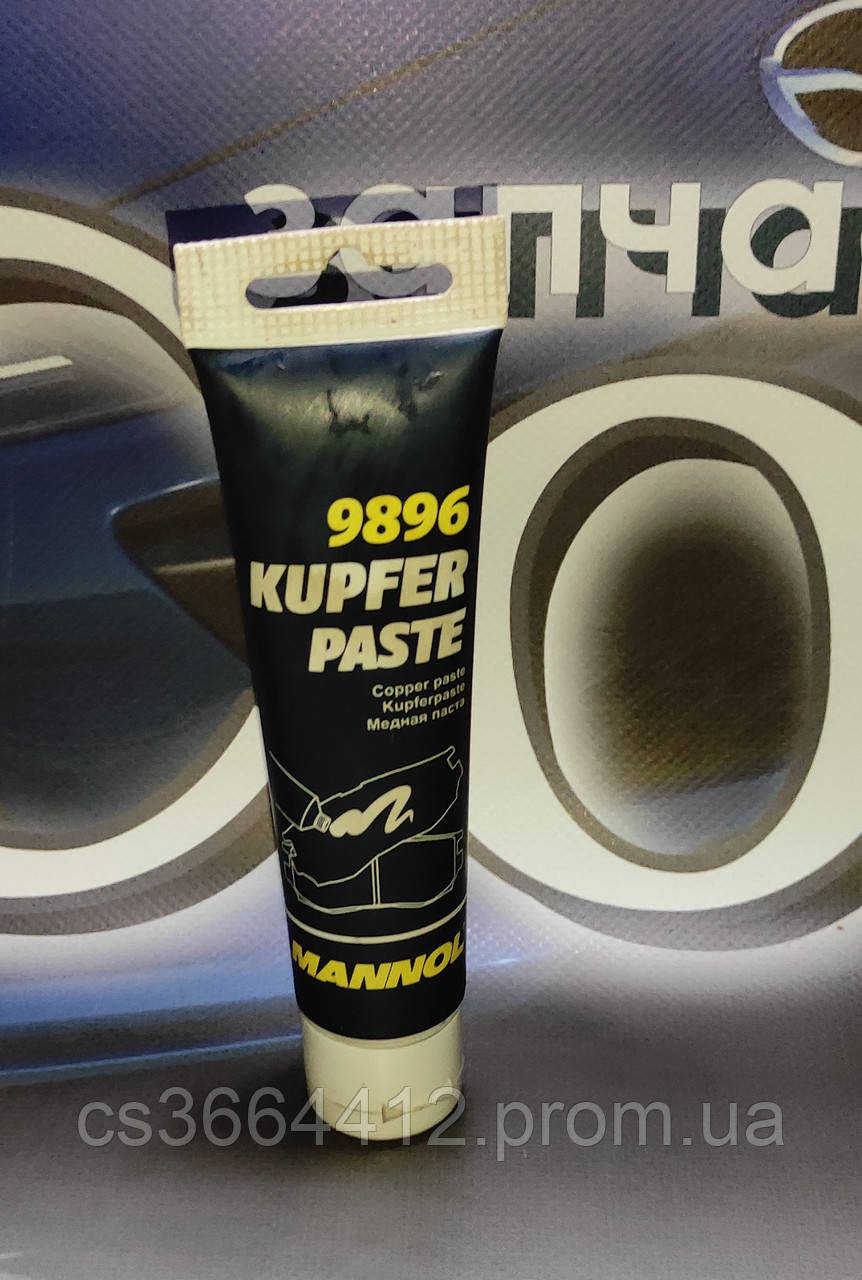 запча
9896
KUPFER
PASTE
Copper paste
Kupferpaste
Медная паста
MANNOL
cs3664412.prom.ua